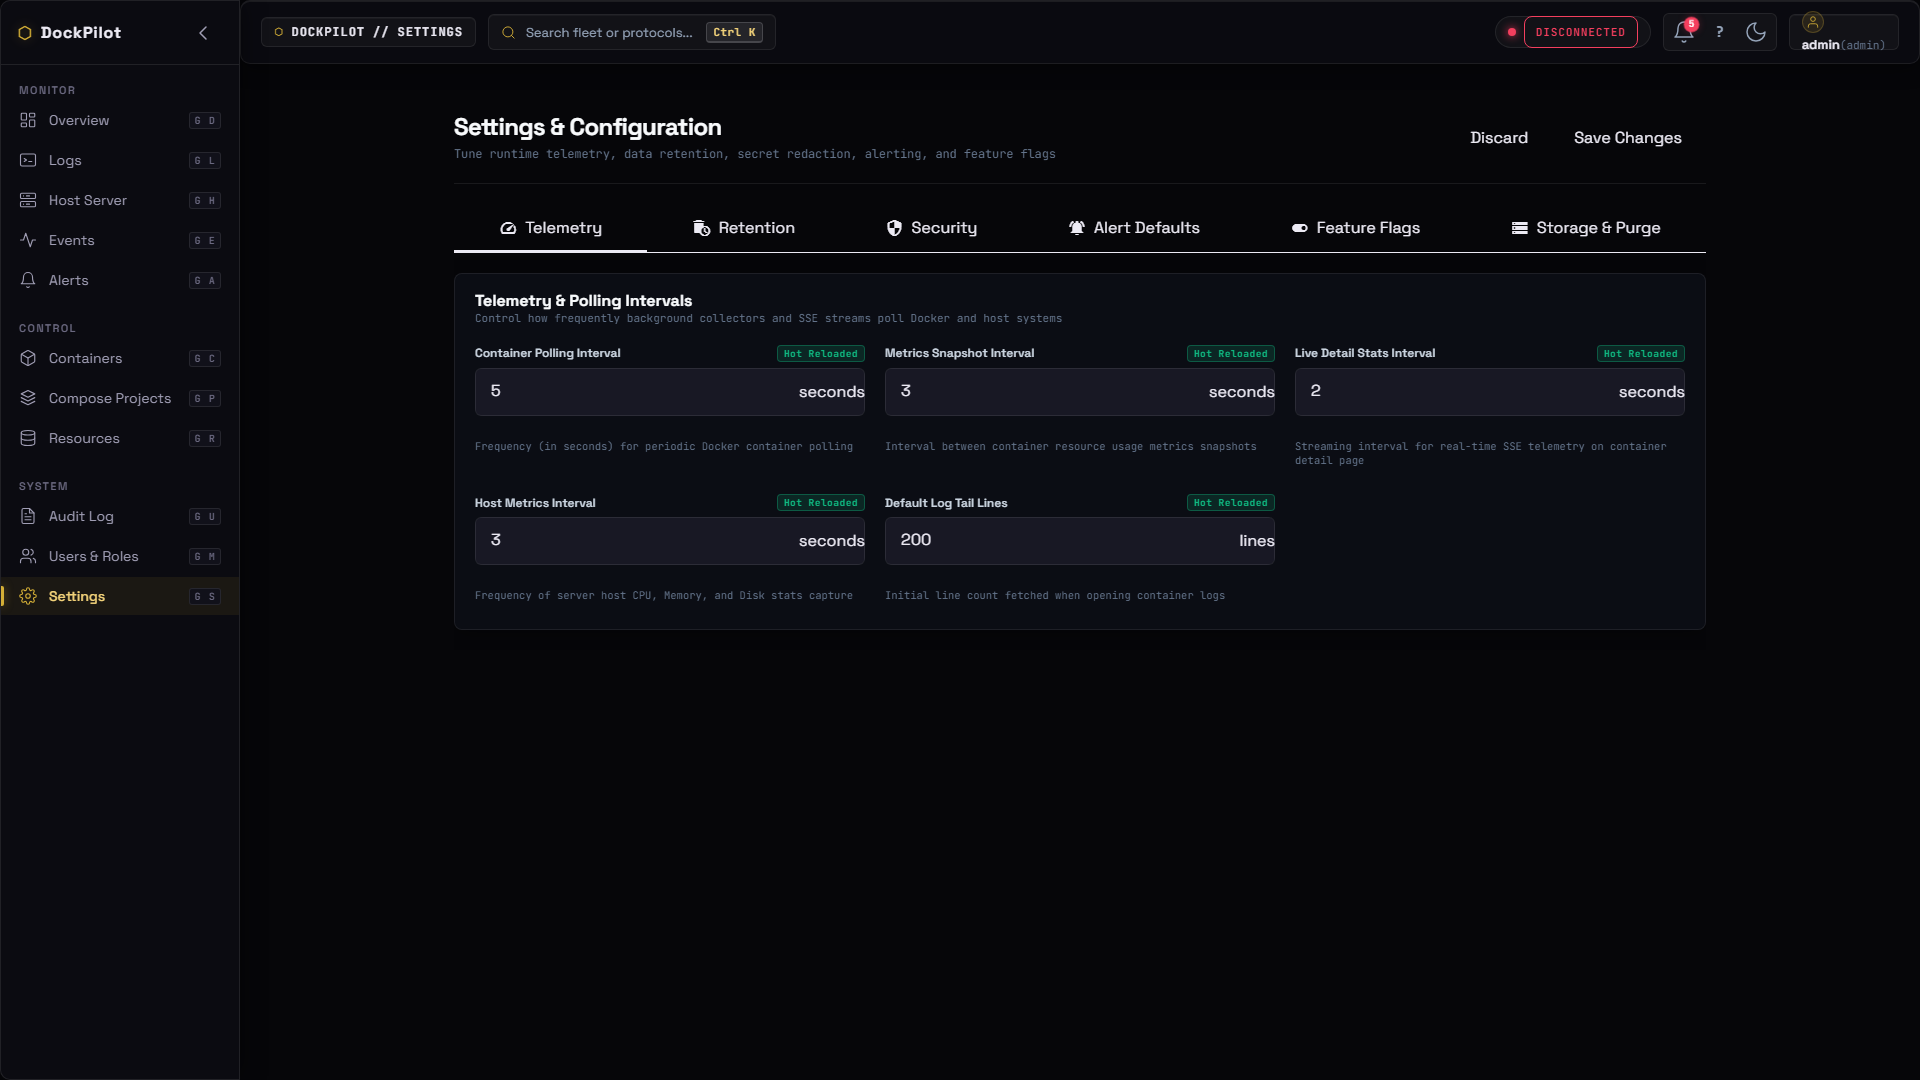 DockPilot
DOCKPILOT // SETTINGS
Search fleet or protocols...
Ctrl K
DISCONNECTED
5
?
admin(admin)
MONITOR
Overview
G D
Logs
G L
Host Server
G H
Events
G E
Alerts
G A
CONTROL
Containers
G C
Compose Projects
G P
Resources
G R
SYSTEM
Audit Log
G U
Users & Roles
G M
Settings
G S
Settings & Configuration
Tune runtime telemetry, data retention, secret redaction, alerting, and feature flags
Discard
Save Changes
Telemetry
Retention
Security
Alert Defaults
Feature Flags
Storage & Purge
Telemetry & Polling Intervals
Control how frequently background collectors and SSE streams poll Docker and host systems
Container Polling Interval
Hot Reloaded
5
seconds
Frequency (in seconds) for periodic Docker container polling
Metrics Snapshot Interval
Hot Reloaded
3
seconds
Interval between container resource usage metrics snapshots
Live Detail Stats Interval
Hot Reloaded
2
seconds
Streaming interval for real-time SSE telemetry on container
detail page
Host Metrics Interval
Hot Reloaded
3
seconds
Frequency of server host CPU, Memory, and Disk stats capture
Default Log Tail Lines
Hot Reloaded
200
lines
Initial line count fetched when opening container logs